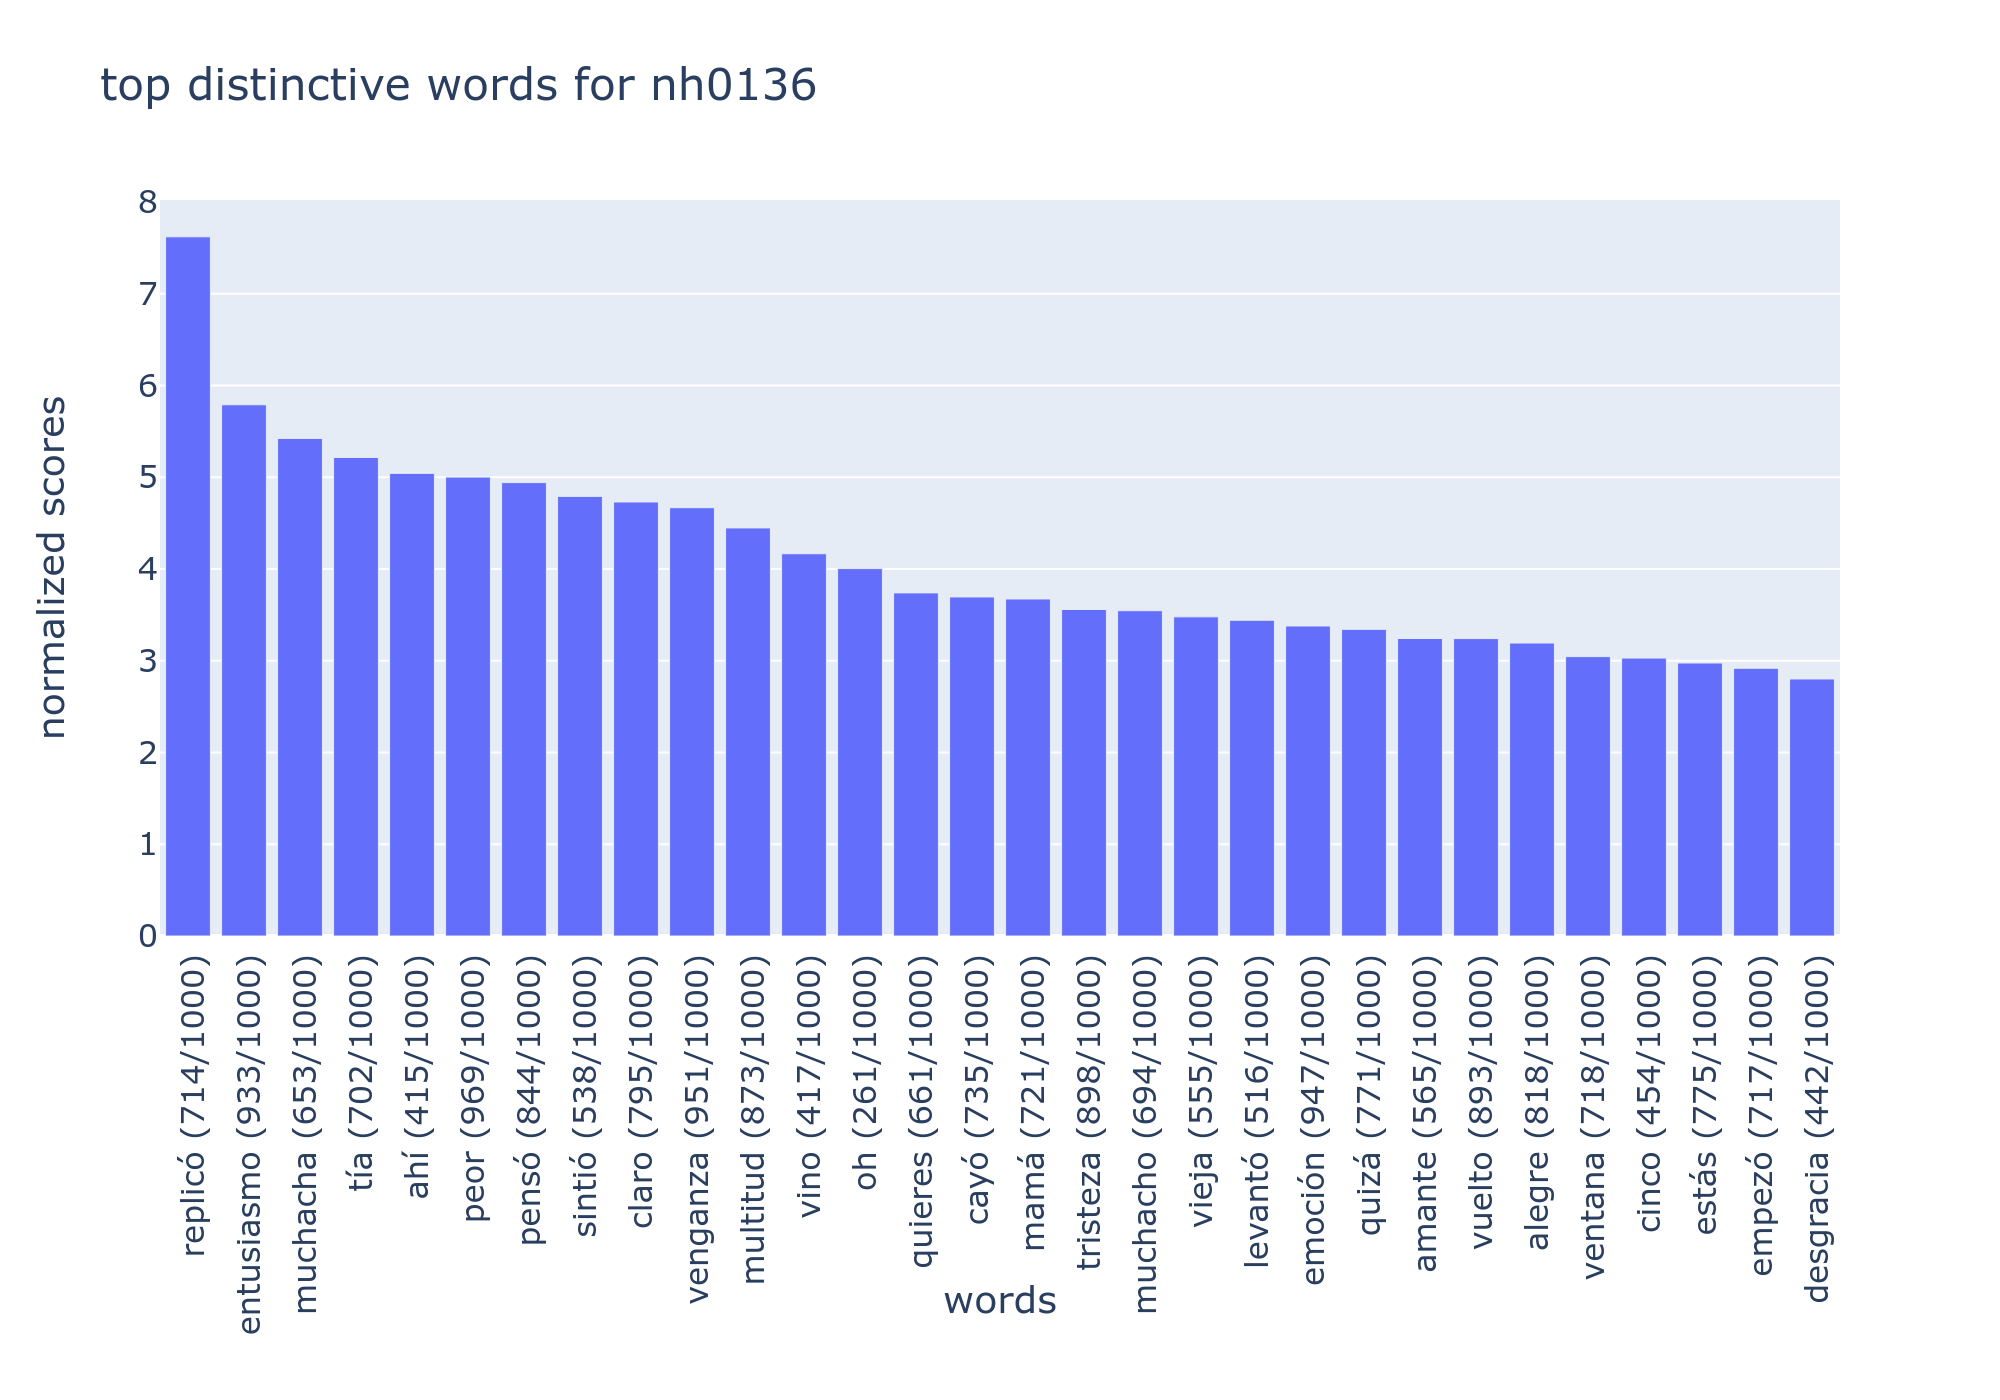 top distinctive words for nh0136
8
7
6
5
4
3
2
1
0
normalized scores
replicó (714/1000)
entusiasmo (933/1000)
muchacha (653/1000)
tía (702/1000)
ahí (415/1000)
peor (969/1000)
pensó (844/1000)
sintió (538/1000)
claro (795/1000)
venganza (951/1000)
multitud (873/1000)
vino (417/1000)
oh (261/1000)
quieres (661/1000)
cayó (735/1000)
mamá (721/1000)
tristeza (898/1000)
muchacho (694/1000)
vieja (555/1000)
levantó (516/1000)
emoción (947/1000)
quizá (771/1000)
amante (565/1000)
vuelto (893/1000)
alegre (818/1000)
ventana (718/1000)
cinco (454/1000)
estás (775/1000)
empezó (717/1000)
desgracia (442/1000)
words